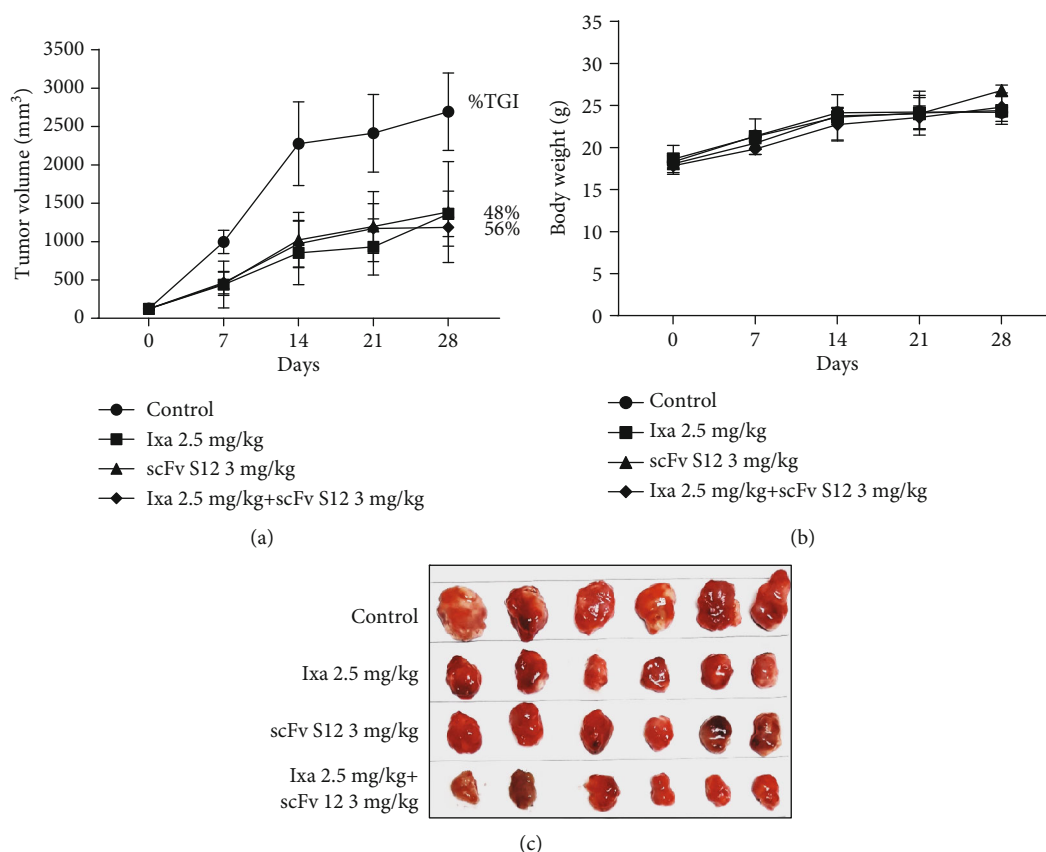 3500
3000
2500
2000
1500
1000
500
0
Tumor volume (mm³)
%TGI
48%
56%
0 7 14 21 28
Days
Control
Ixa 2.5 mg/kg
scFv S12 3 mg/kg
Ixa 2.5 mg/kg+scFv S12 3 mg/kg
(a)
35
30
25
20
15
10
5
0
Body weight (g)
0 7 14 21 28
Days
Control
Ixa 2.5 mg/kg
scFv S12 3 mg/kg
Ixa 2.5 mg/kg+scFv S12 3 mg/kg
(b)
Control
Ixa 2.5 mg/kg
scFv S12 3 mg/kg
Ixa 2.5 mg/kg+
scFv 12 3 mg/kg
(c)